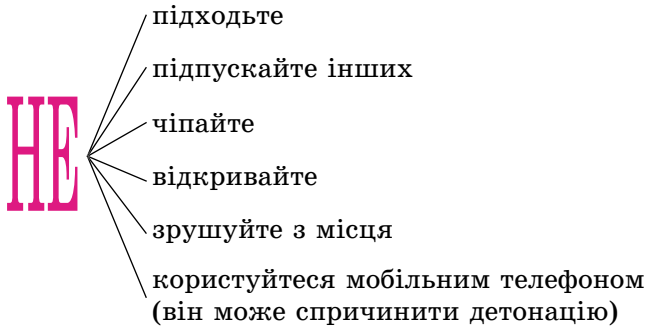 НЕ
підходьте
підпускайте інших
чіпайте
відкривайте
зрушуйте з місця
користуйтеся мобільним телефоном
(він може спричинити детонацію)